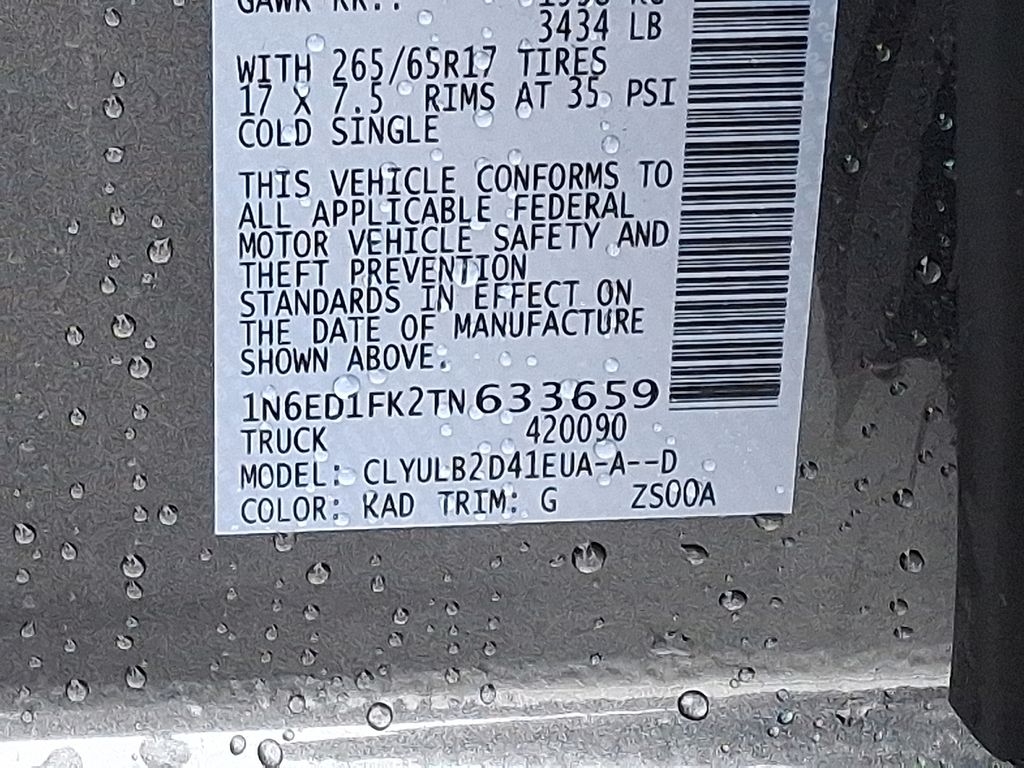 GAWR RR.:
3434 LB
WITH 265/65R17 TIRES
17 X 7.5 RIMS AT 35 PSI
COLD SINGLE
THIS VEHICLE CONFORMS TO
ALL APPLICABLE FEDERAL
MOTOR VEHICLE SAFETY AND
THEFT PREVENTION
STANDARDS IN EFFECT ON
THE DATE OF MANUFACTURE
SHOWN ABOVE.
1N6ED1FK2TN633659
TRUCK 420090
MODEL: CLYULB2D41EUA-A--D
COLOR: KAD TRIM: G ZS00A